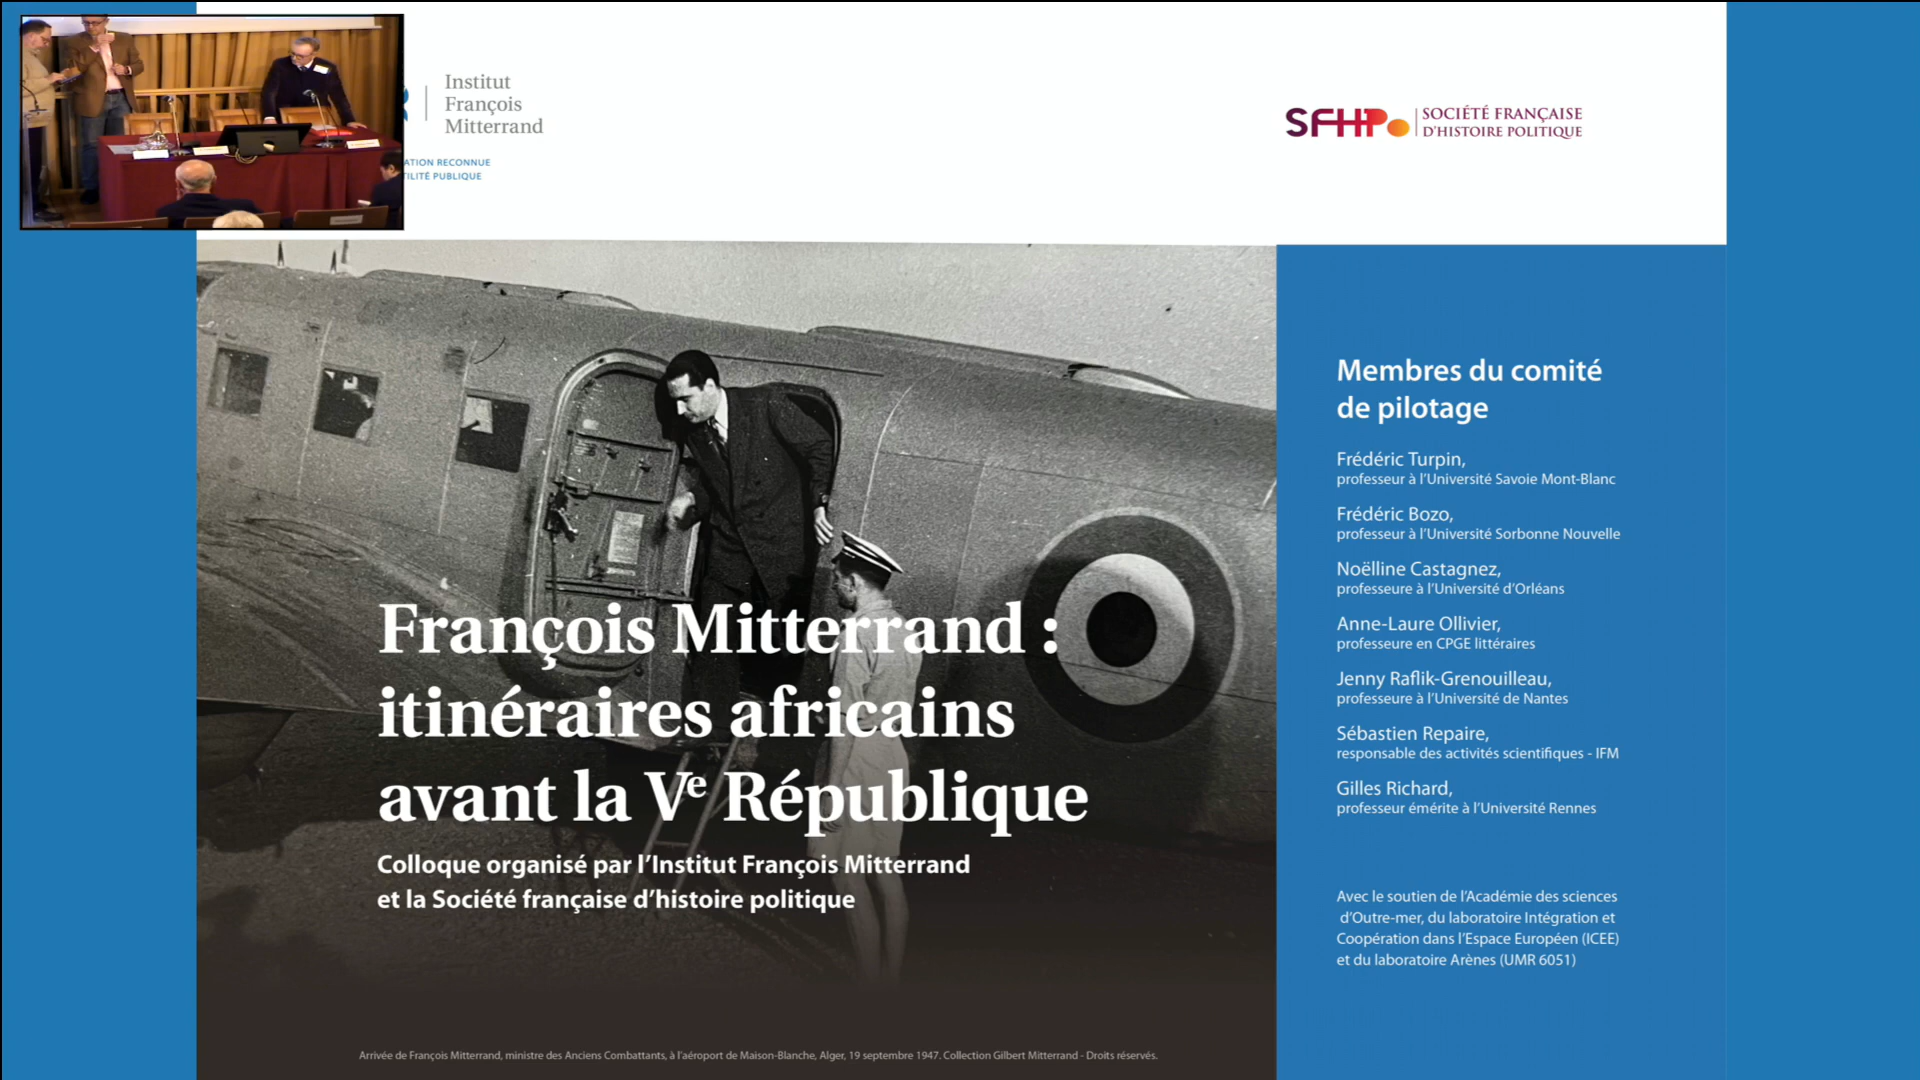 Institut
François
Mitterrand
ATION RECONNUE
ILITÉ PUBLIQUE
SFHPo
SOCIÉTÉ FRANÇAISE
D'HISTOIRE POLITIQUE
François Mitterrand :
itinéraires africains
avant la Ve République
Colloque organisé par l'Institut François Mitterrand
et la Société française d'histoire politique
Arrivée de François Mitterrand, ministre des Anciens Combattants, à l'aéroport de Maison-Blanche, Alger, 19 septembre 1947. Collection Gilbert Mitterrand - Droits réservés.
Membres du comité
de pilotage
Frédéric Turpin,
professeur à l'Université Savoie Mont-Blanc
Frédéric Bozo,
professeur à l'Université Sorbonne Nouvelle
Noëlline Castagnez,
professeure à l'Université d'Orléans
Anne-Laure Ollivier,
professeure en CPGE littéraires
Jenny Raflik-Grenouilleau,
professeure à l'Université de Nantes
Sébastien Repaire,
responsable des activités scientifiques - IFM
Gilles Richard,
professeur émérite à l'Université Rennes
Avec le soutien de l'Académie des sciences
d'Outre-mer, du laboratoire Intégration et
Coopération dans l'Espace Européen (ICEE)
et du laboratoire Arènes (UMR 6051)